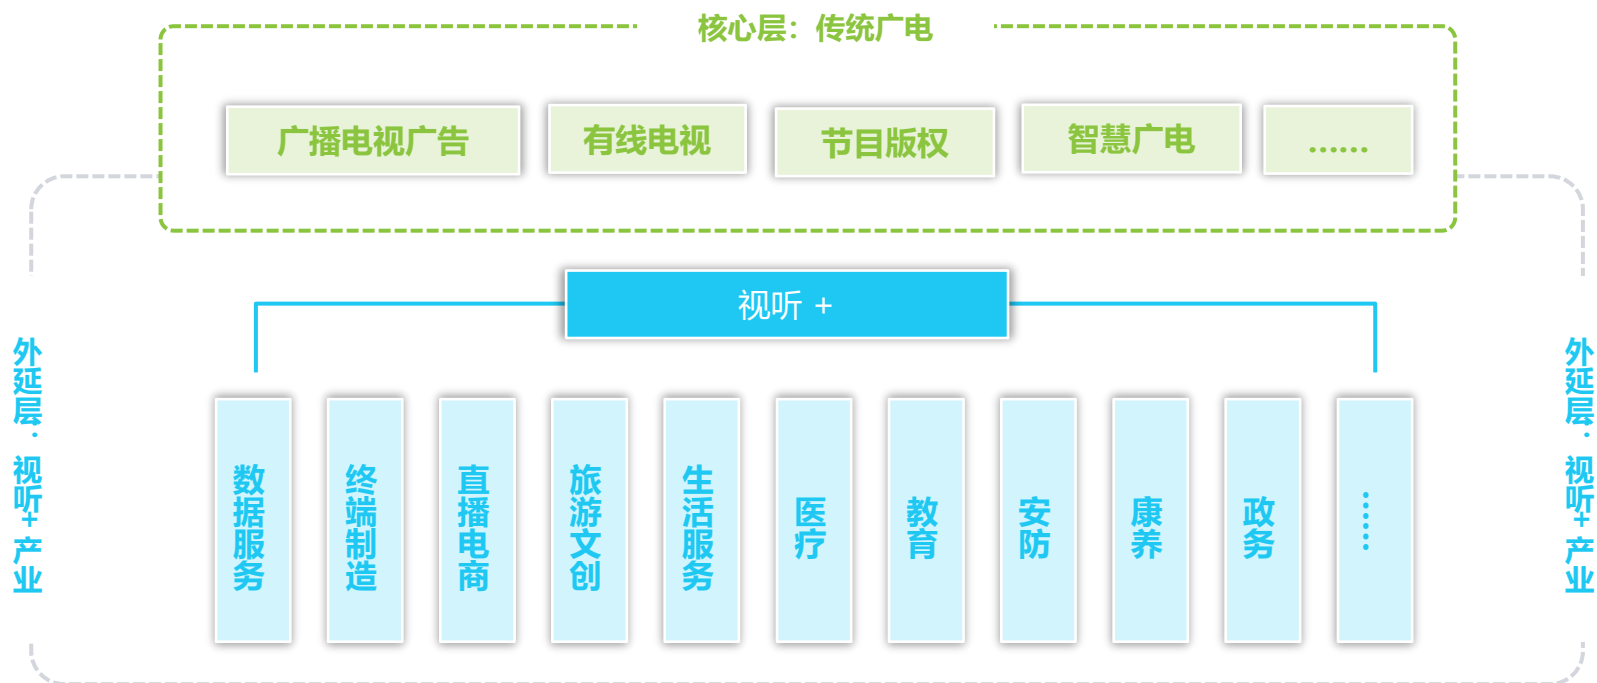 核心层：传统广电
广播电视广告
有线电视
节目版权
智慧广电
……
视听 +
外延层：视听+产业
数据服务
终端制造
直播电商
旅游文创
生活服务
医疗
教育
安防
康养
政务
……
外延层：视听+产业